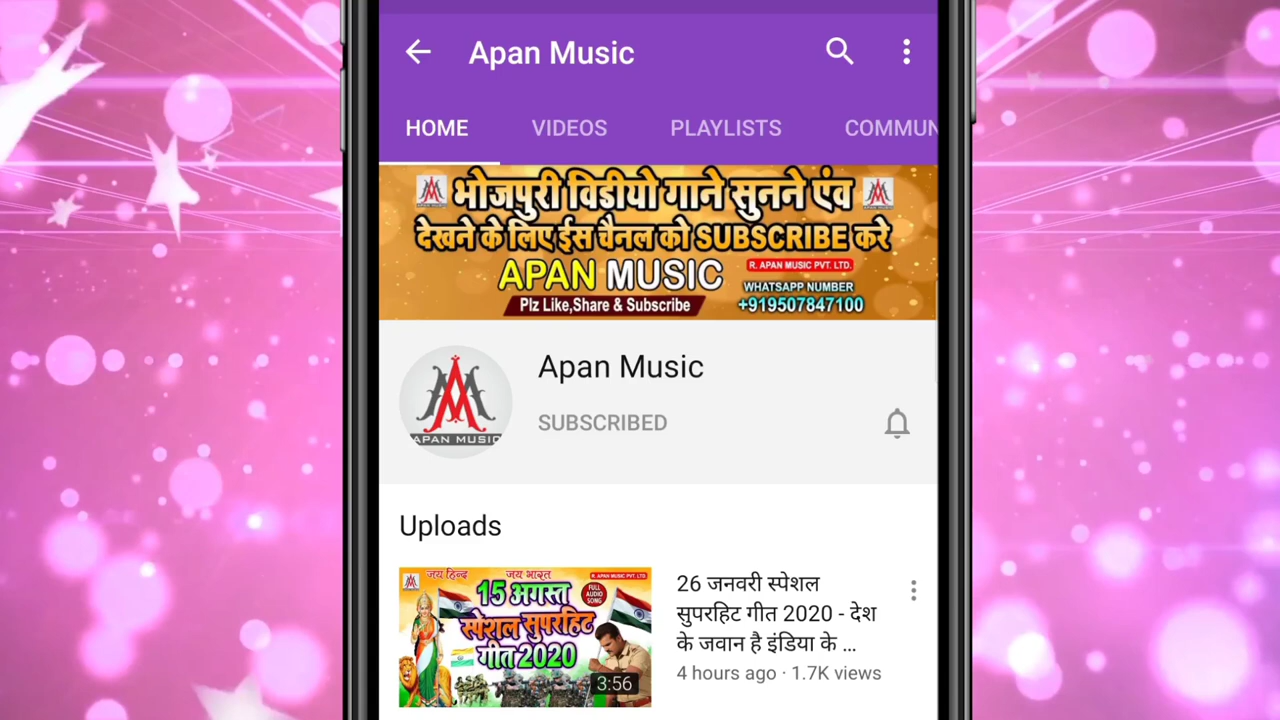 Apan Music
HOME VIDEOS PLAYLISTS COMMUN
भोजपुरी विडीयो गाने सुनने एंव
देखने के लिए ईस चैनल को SUBSCRIBE करे
APAN MUSIC
R. APAN MUSIC PVT. LTD.
WHATSAPP NUMBER
Plz Like,Share & Subscribe
+919507847100
APAN MUSIC
Apan Music
SUBSCRIBED
Uploads
जय हिन्द जय भारत
R. APAN MUSIC PVT. LTD
15 अगस्त
FULL AUDIO SONG
स्पेशल सुपरहिट
गीत 2020
3:56
26 जनवरी स्पेशल
सुपरहिट गीत 2020 - देश
के जवान है इंडिया के ...
4 hours ago · 1.7K views